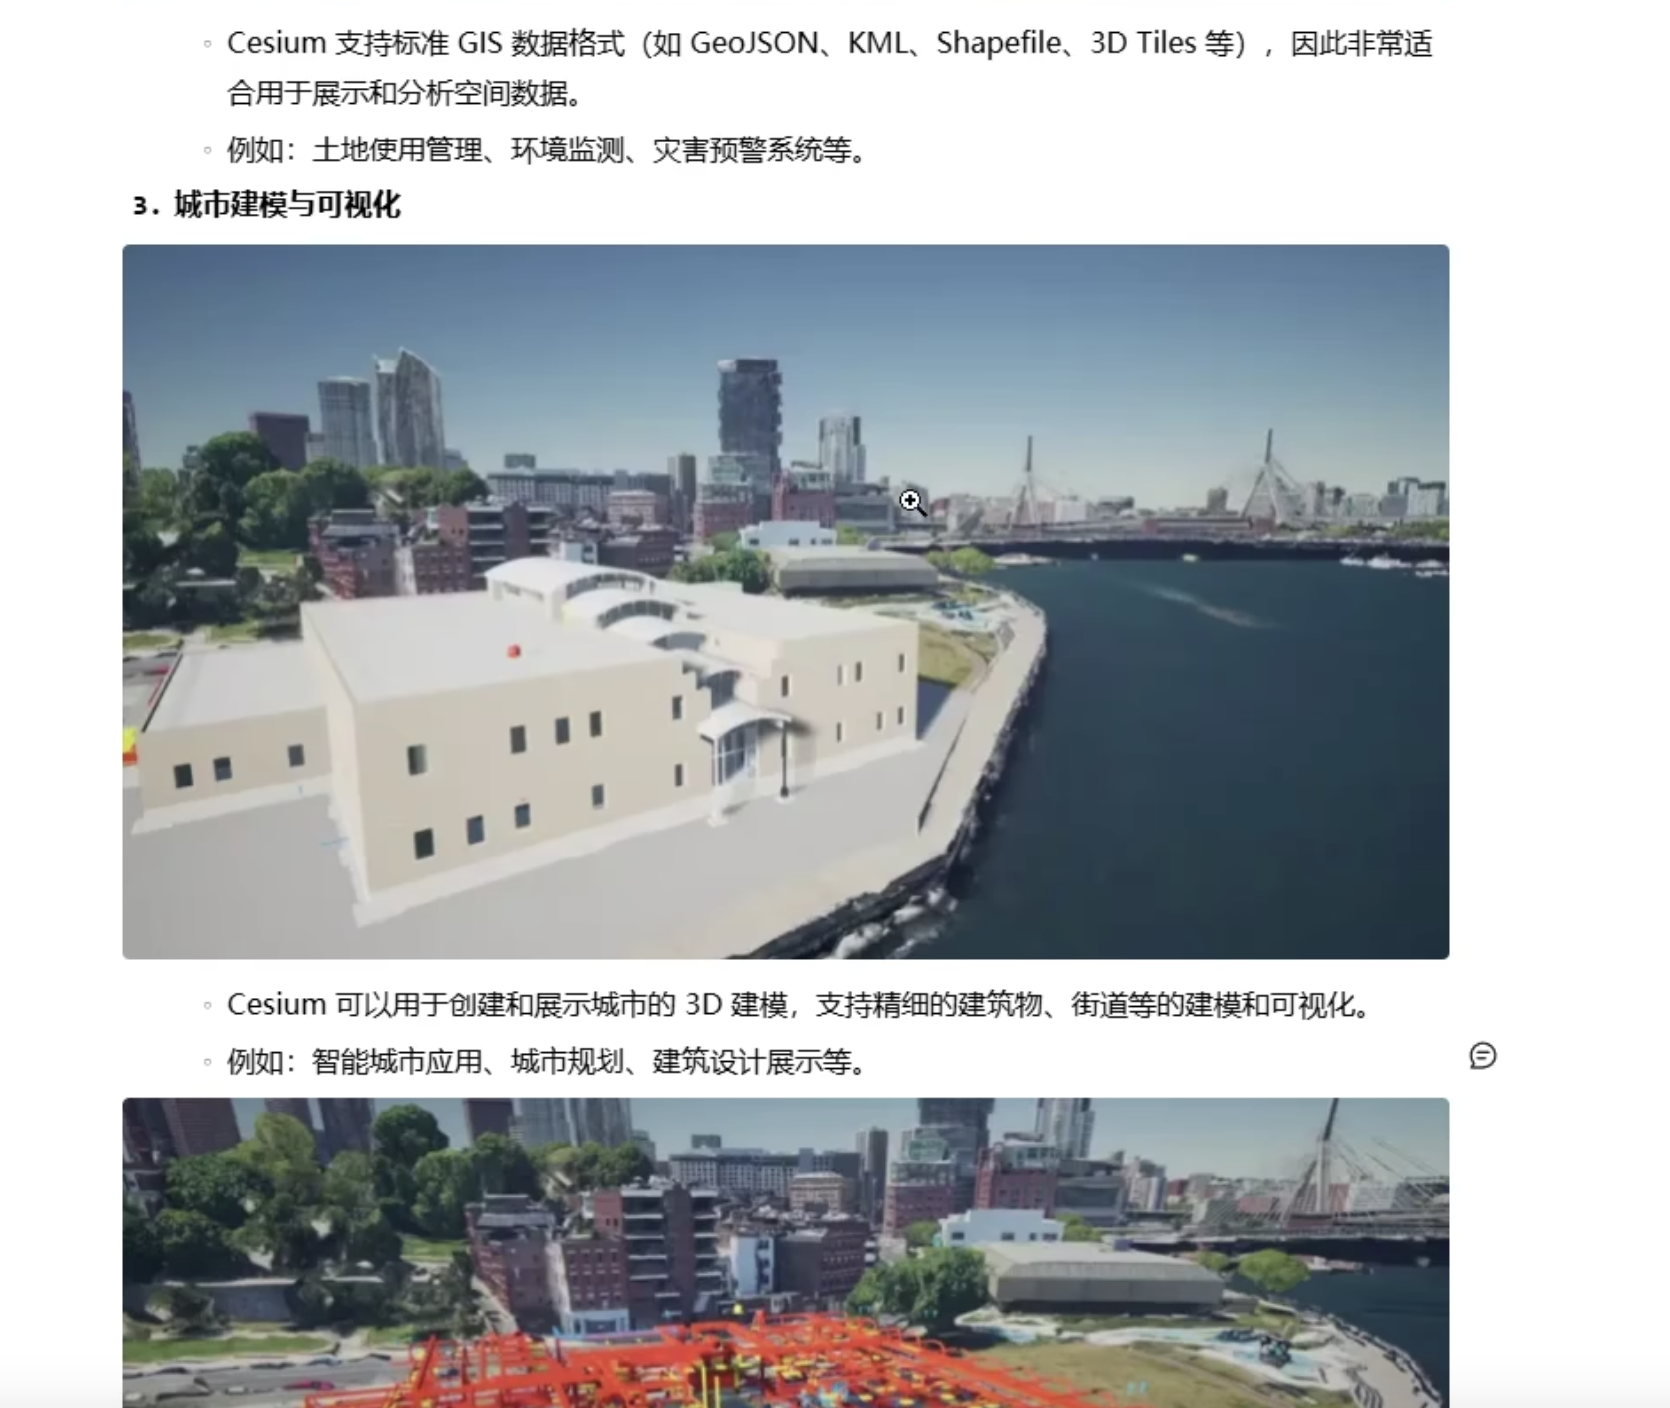 Cesium 支持标准 GIS 数据格式（如 GeoJSON、KML、Shapefile、3D Tiles 等），因此非常适
合用于展示和分析空间数据。
例如：土地使用管理、环境监测、灾害预警系统等。
3. 城市建模与可视化
Cesium 可以用于创建和展示城市的 3D 建模，支持精细的建筑物、街道等的建模和可视化。
例如：智能城市应用、城市规划、建筑设计展示等。